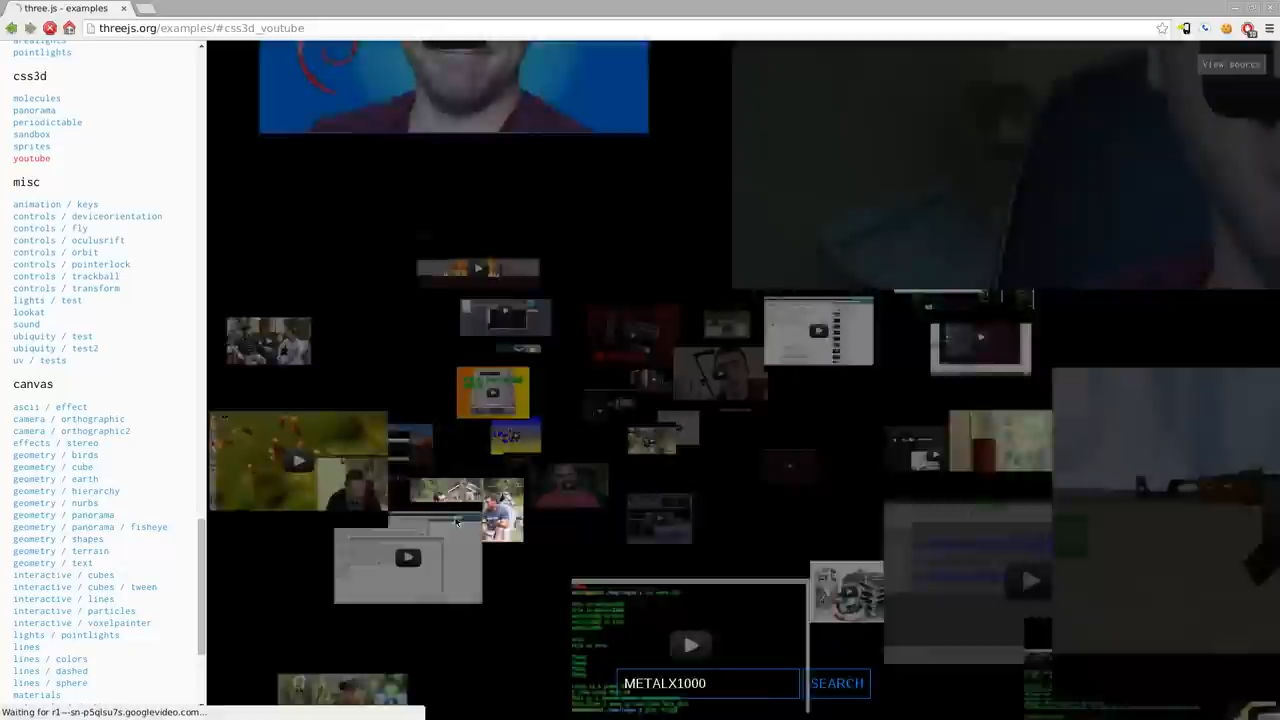 three.js - examples
threejs.org/examples/#css3d_youtube
pointlights
css3d
molecules
panorama
periodictable
sandbox
sprites
youtube
misc
animation / keys
controls / deviceorientation
controls / fly
controls / oculusrift
controls / orbit
controls / pointerlock
controls / trackball
controls / transform
lights / test
lookat
sound
ubiquity / test
ubiquity / test2
uv / tests
canvas
ascii / effect
camera / orthographic
camera / orthographic2
effects / stereo
geometry / birds
geometry / cube
geometry / earth
geometry / hierarchy
geometry / nurbs
geometry / panorama
geometry / panorama / fisheye
geometry / shapes
geometry / terrain
geometry / text
interactive / cubes
interactive / cubes / tween
interactive / lines
interactive / particles
interactive / voxelpainter
lights / pointlights
lines
lines / colors
lines / dashed
lines / sphere
materials
View source
METALX1000
SEARCH
Waiting for r1---sn-p5qlsu7s.googlevideo.com...